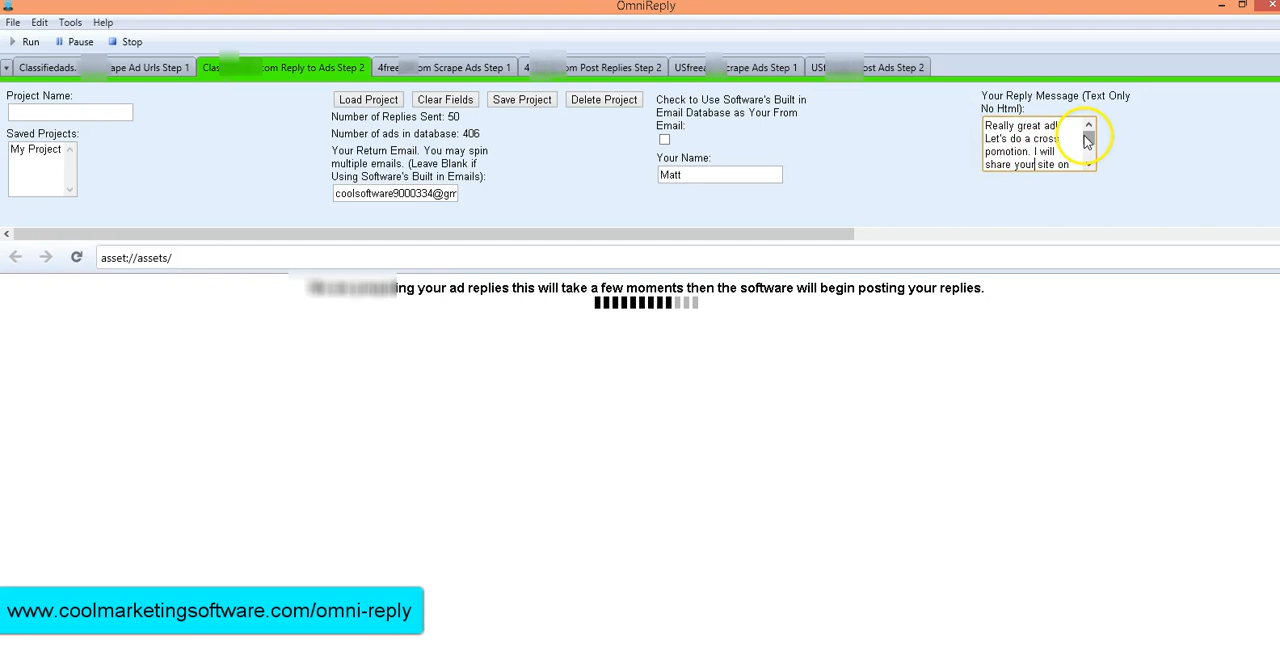 OmniReply
File Edit Tools Help
Run Pause Stop
Classifiedads. ape Ad Urls Step 1
Clas com Reply to Ads Step 2
4free om Scrape Ads Step 1
4 om Post Replies Step 2
USfreea crape Ads Step 1
ost Ads Step 2
Project Name:
Saved Projects:
My Project
Load Project Clear Fields Save Project Delete Project
Number of Replies Sent: 50
Number of ads in database: 406
Your Return Email. You may spin
multiple emails. (Leave Blank if
Using Software's Built in Emails):
coolsoftware9000334@gm
Check to Use Software's Built in
Email Database as Your From
Email:
Your Name:
Matt
Your Reply Message (Text Only
No Html):
Really great ad!
Let's do a cross
pomotion. I will
share your site on
asset://assets/
ing your ad replies this will take a few moments then the software will begin posting your replies.
www.coolmarketingsoftware.com/omni-reply